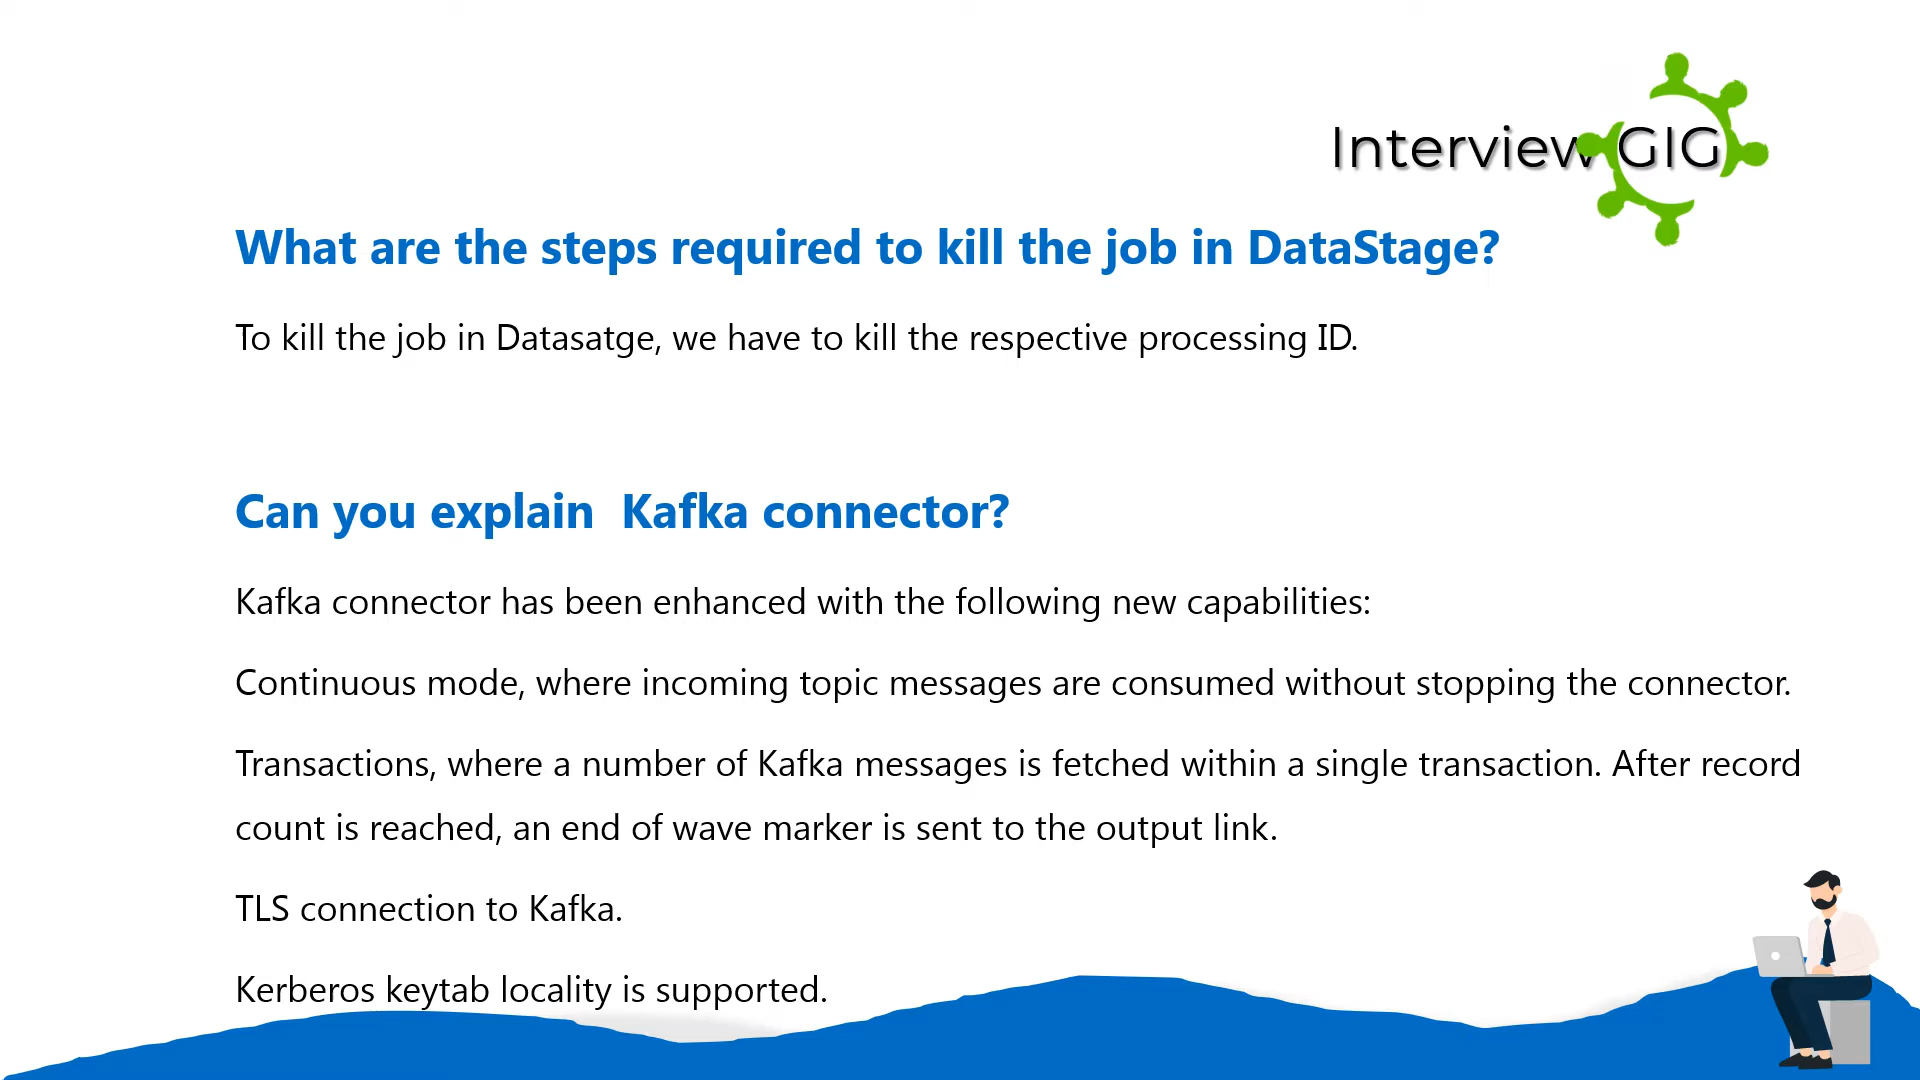 Interview GIG
What are the steps required to kill the job in DataStage?
To kill the job in Datasatge, we have to kill the respective processing ID.
Can you explain  Kafka connector?
Kafka connector has been enhanced with the following new capabilities:
Continuous mode, where incoming topic messages are consumed without stopping the connector.
Transactions, where a number of Kafka messages is fetched within a single transaction. After record
count is reached, an end of wave marker is sent to the output link.
TLS connection to Kafka.
Kerberos keytab locality is supported.